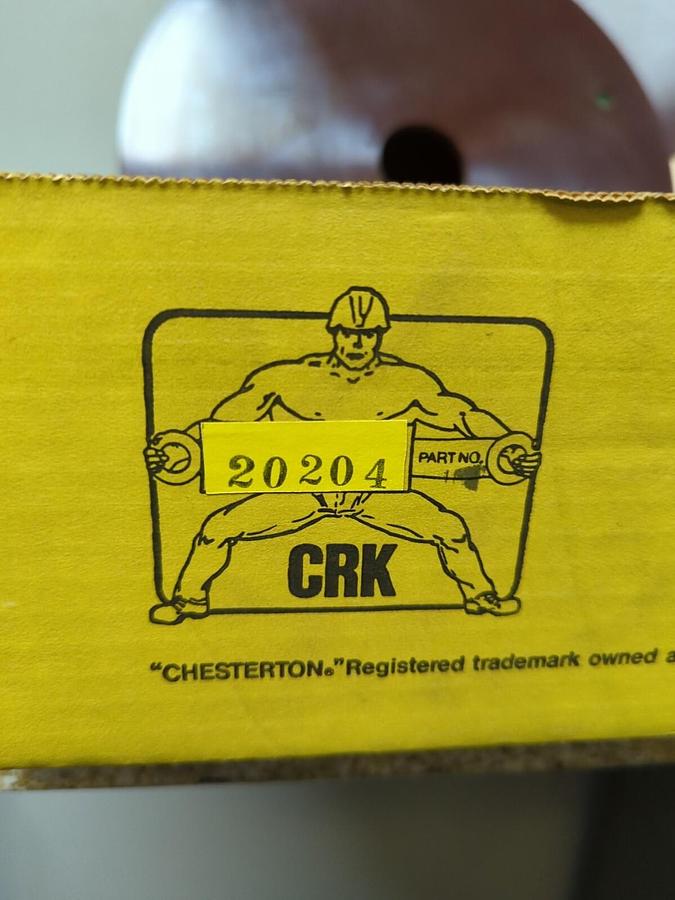 20204
PART NO.
CRK
"CHESTERTON®" Registered trademark owned a